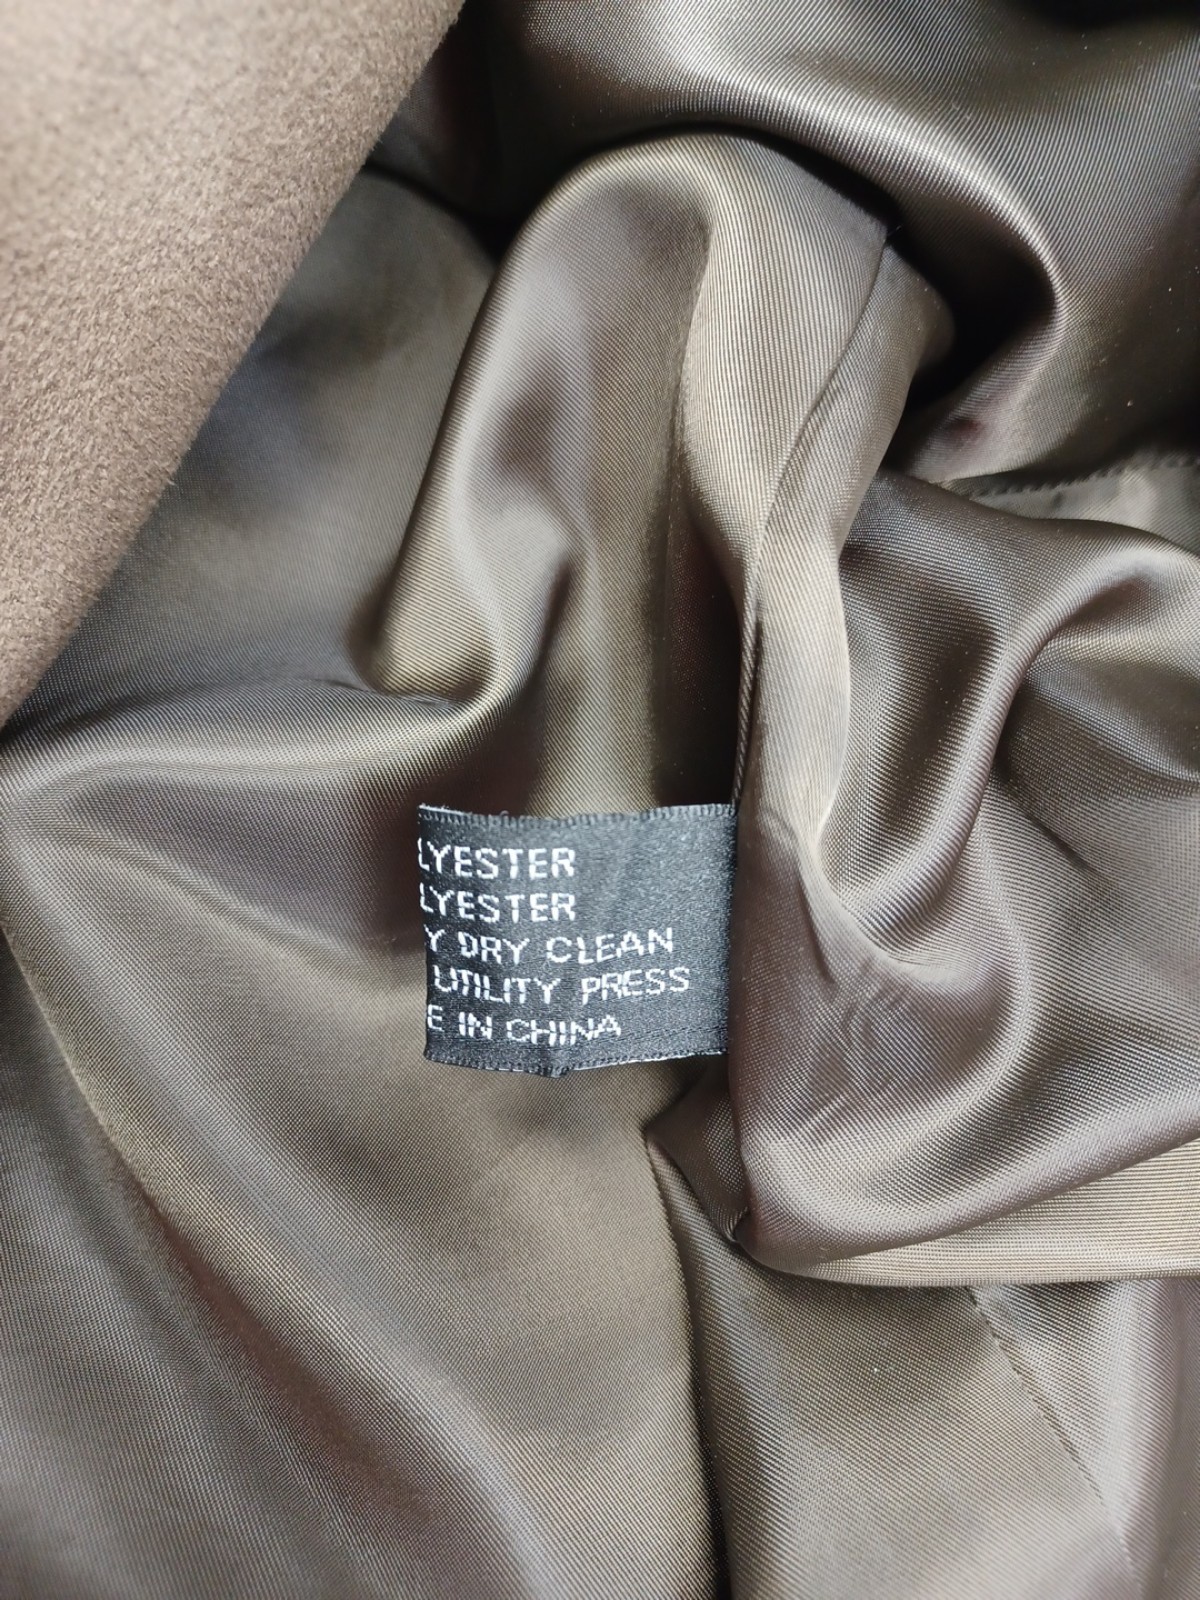 LYESTER
LYESTER
Y DRY CLEAN
UTILITY PRESS
E IN CHINA